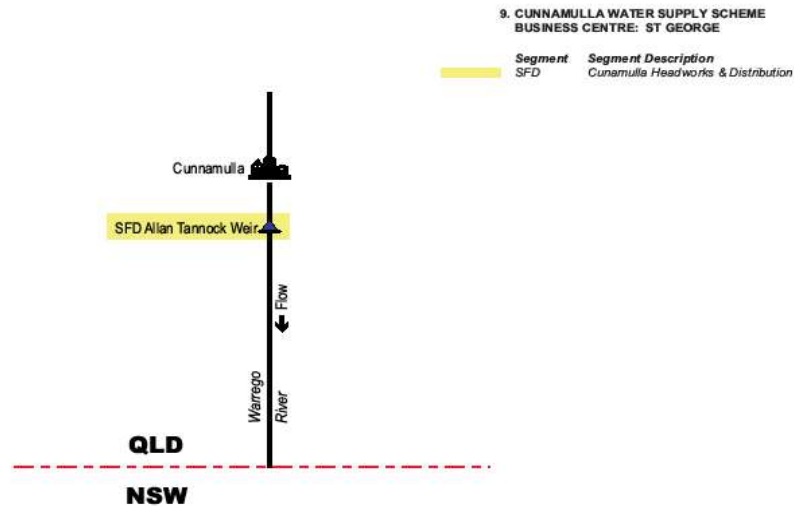 9. CUNNAMULLA WATER SUPPLY SCHEME
BUSINESS CENTRE: ST GEORGE
Segment Segment Description
SFD Cunamulla Headworks & Distribution
Cunnamulla
SFD Allan Tannock Weir
Flow
Warrego
River
QLD
NSW